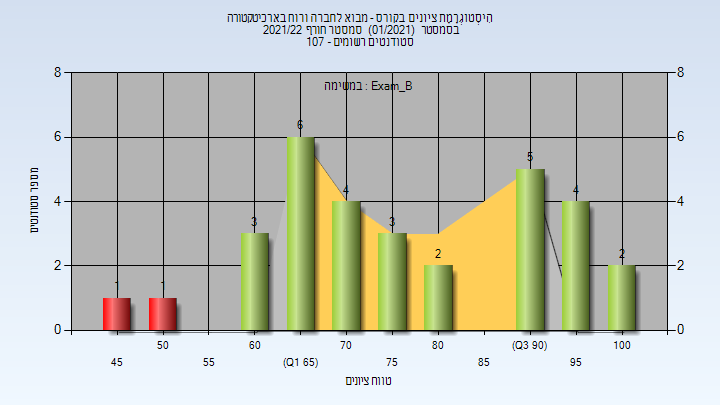 היסטוגרמת ציונים בקורס - מבוא לחברה ורוח בארכיטקטורה
בסמסטר (01/2021) סמסטר חורף 2021/22
סטודנטים רשומים - 107
במשימה : Exam_B
מספר סטודנטים
8 8
6 6
4 4
2 2
0 0
1 1 3 6 4 3 2 5 4 2
50 60 70 80 (Q3 90) 100
45 55 (Q1 65) 75 85 95
טווח ציונים